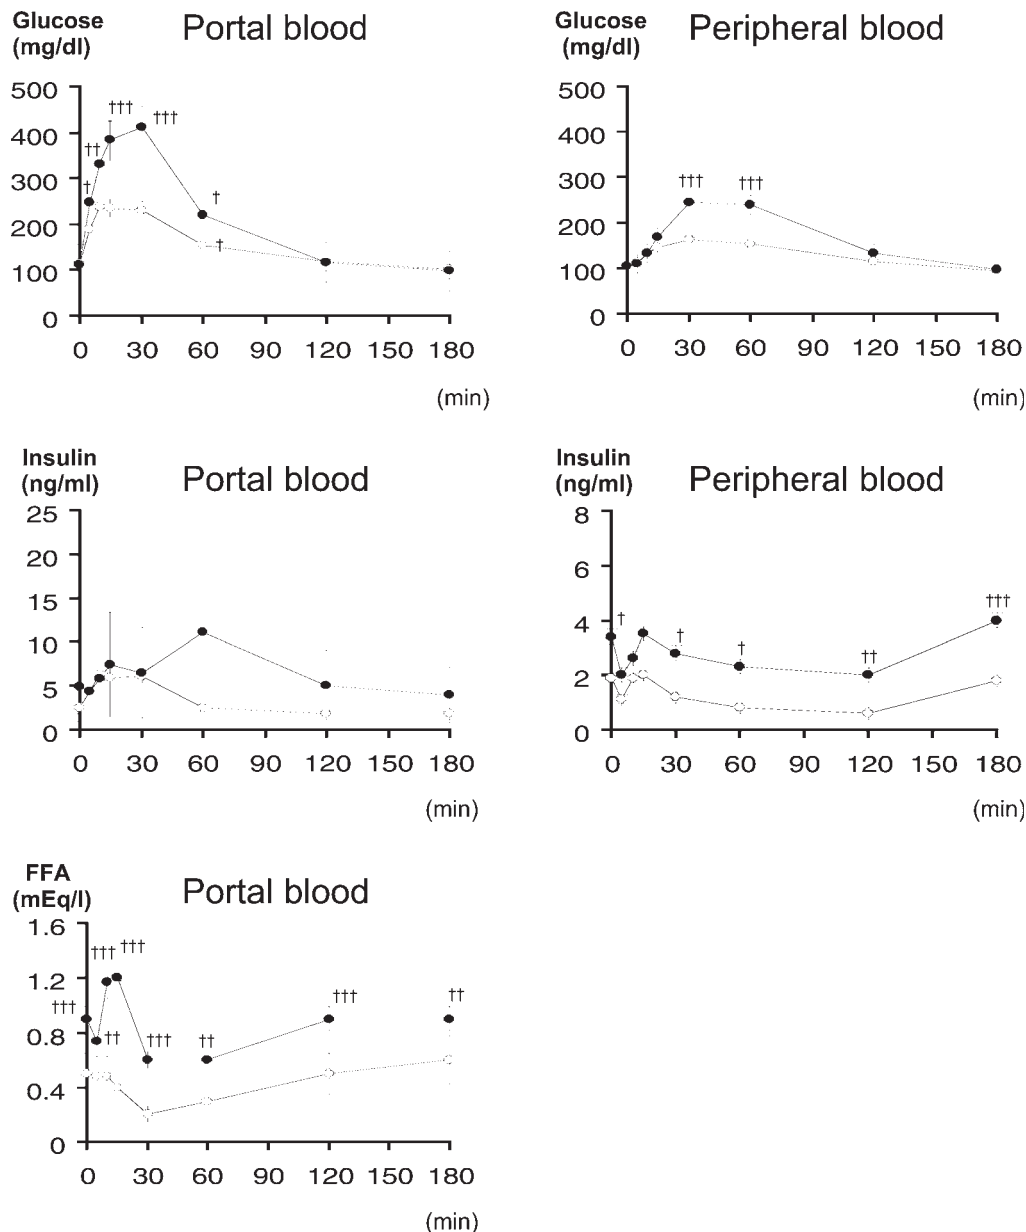 Glucose
(mg/dl)
Portal blood
500
400
300
200
100
0
†
††
†††
†††
†
†
0 30 60 90 120 150 180
(min)
Glucose
(mg/dl)
Peripheral blood
500
400
300
200
100
0
†††
†††
0 30 60 90 120 150 180
(min)
Insulin
(ng/ml)
Portal blood
25
20
15
10
5
0
0 30 60 90 120 150 180
(min)
Insulin
(ng/ml)
Peripheral blood
8
6
4
2
0
†
†
†
††
†††
0 30 60 90 120 150 180
(min)
FFA
(mEq/l)
Portal blood
1.6
1.2
0.8
0.4
0
†††
††
†††
†††
†††
††
†††
††
0 30 60 90 120 150 180
(min)